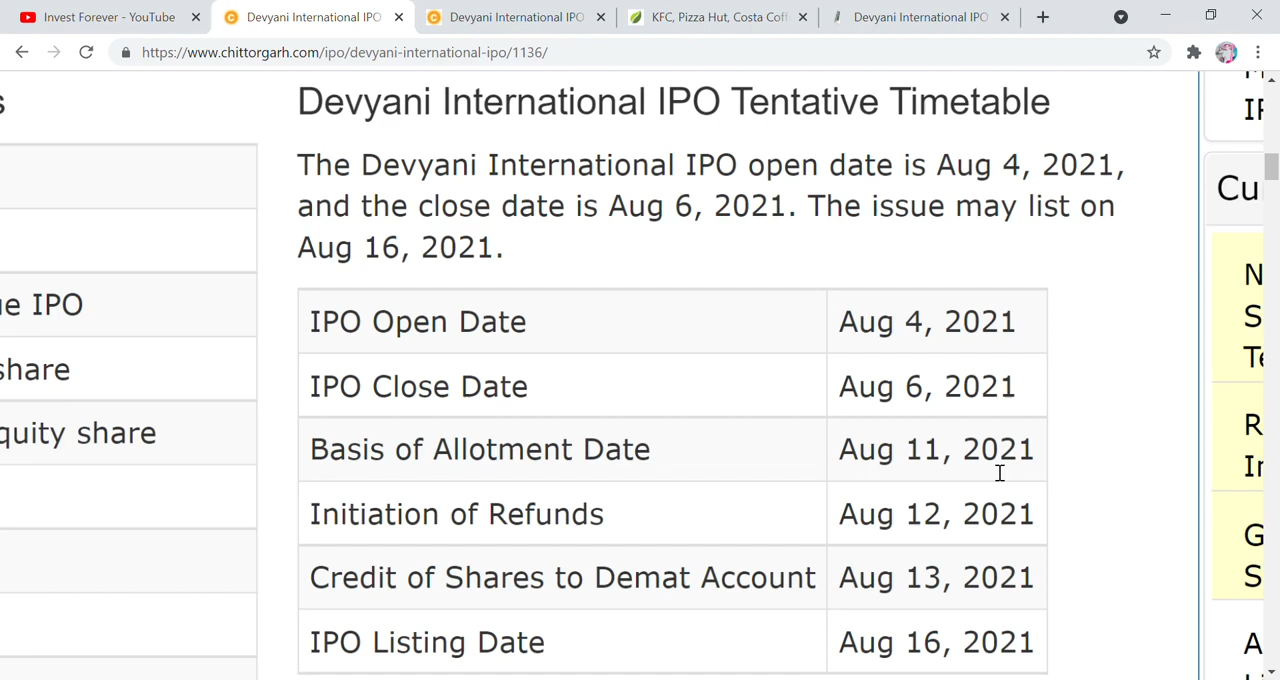 Invest Forever - YouTube
Devyani International IPO
Devyani International IPO
KFC, Pizza Hut, Costa Coff
Devyani International IPO
https://www.chittorgarh.com/ipo/devyani-international-ipo/1136/
s
Devyani International IPO Tentative Timetable
The Devyani International IPO open date is Aug 4, 2021,
and the close date is Aug 6, 2021. The issue may list on
Aug 16, 2021.
ue IPO
share
quity share
IPO Open Date Aug 4, 2021
IPO Close Date Aug 6, 2021
Basis of Allotment Date Aug 11, 2021
Initiation of Refunds Aug 12, 2021
Credit of Shares to Demat Account Aug 13, 2021
IPO Listing Date Aug 16, 2021
Cu
N
S
Te
R
In
G
S
A